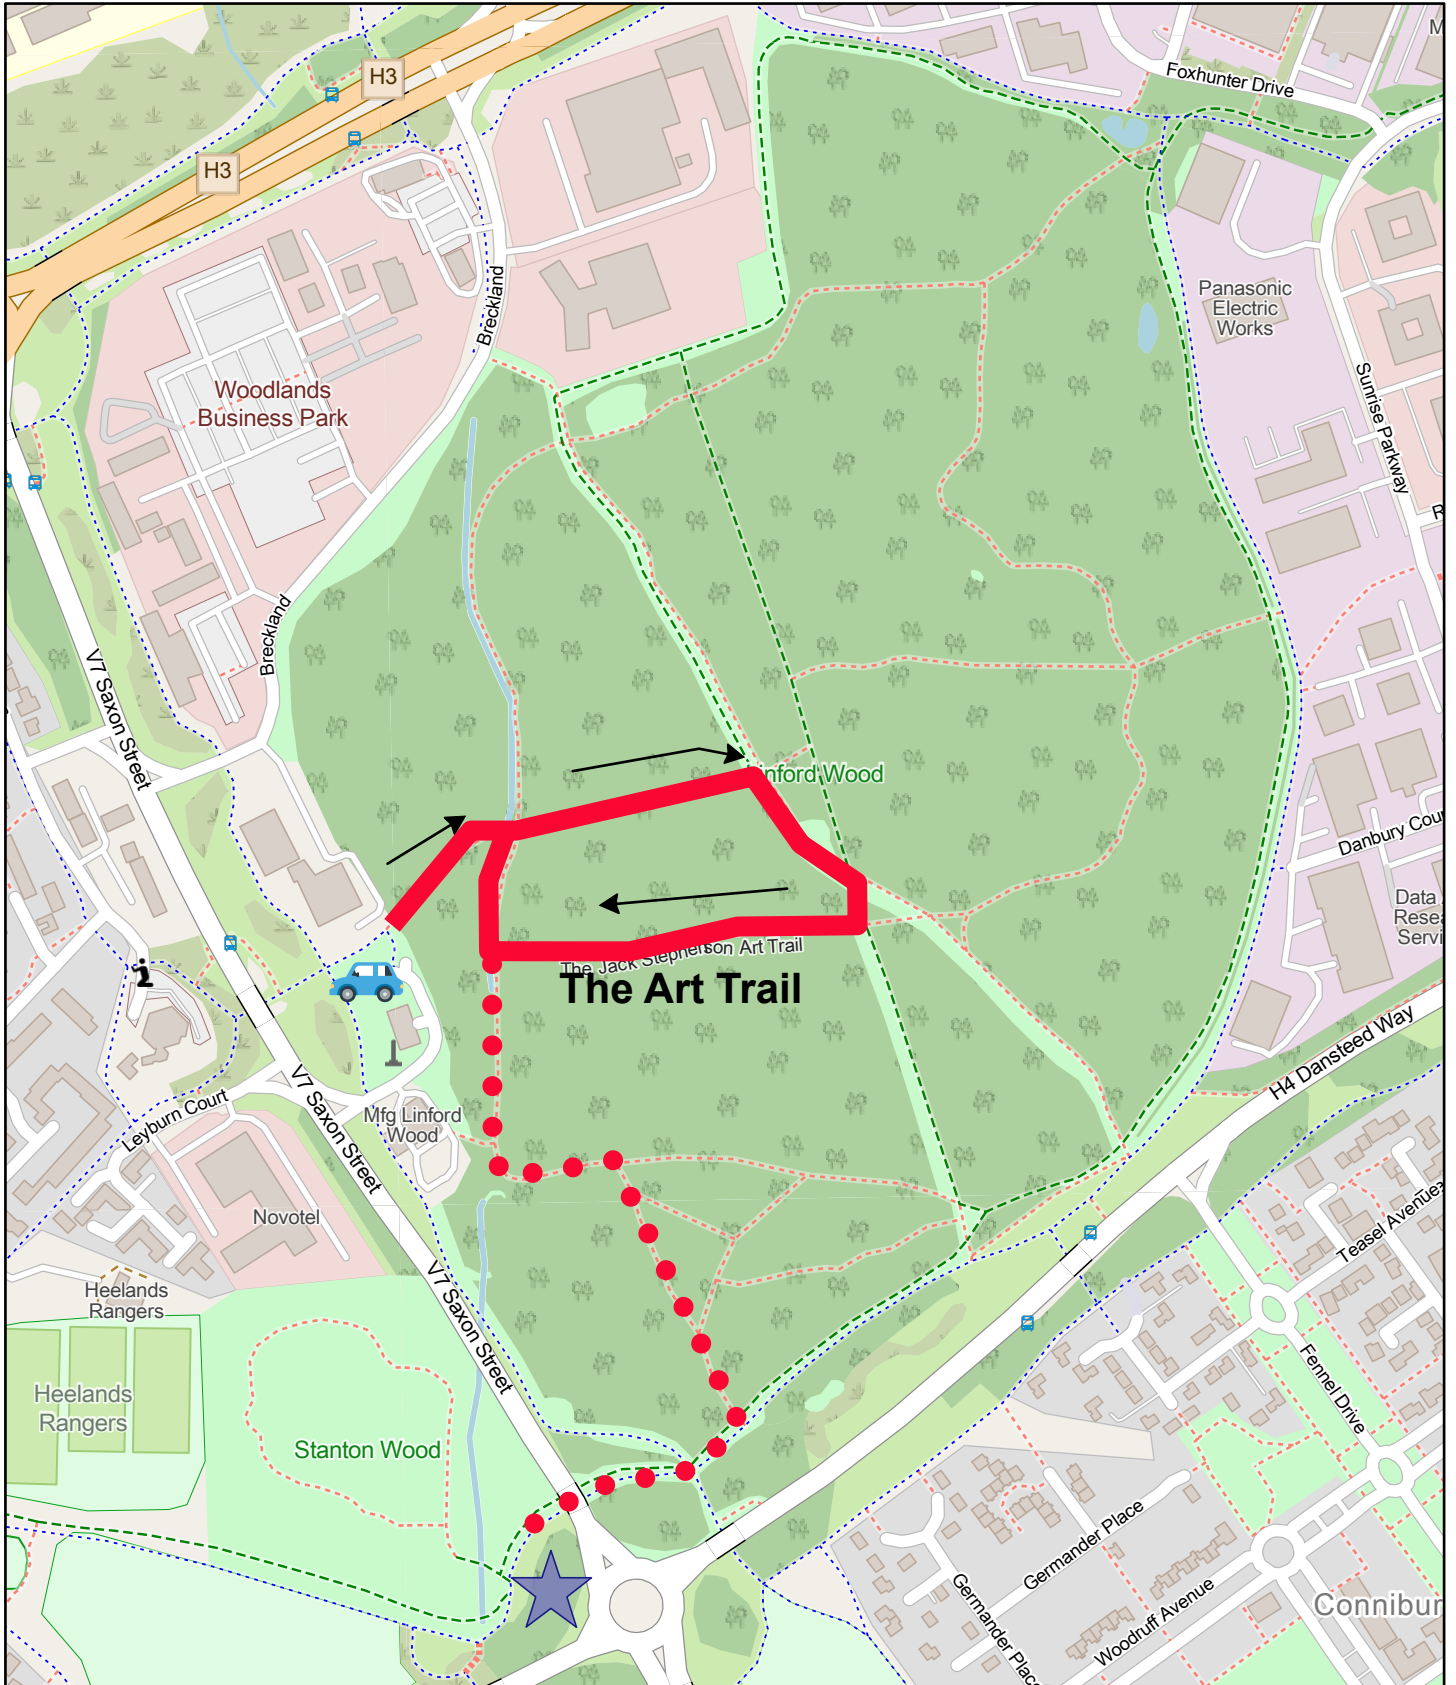 H3
H3
M
Foxhunter Drive
Breckland
Panasonic
Electric
Works
Woodlands
Business Park
Sunrise Parkway
R
Breckland
V7 Saxon Street
inford Wood
Danbury Cour
Data
Resea
Servi
The Jack Stephenson Art Trail
The Art Trail
i
H4 Dansteed Way
V7 Saxon Street
Leyburn Court
Mfg Linford
Wood
Novotel
Teasel Avenue
Heelands
Rangers
V7 Saxon Street
Fennel Drive
Heelands
Rangers
Stanton Wood
Germander Place
Germander Place
Woodruff Avenue
Connibur